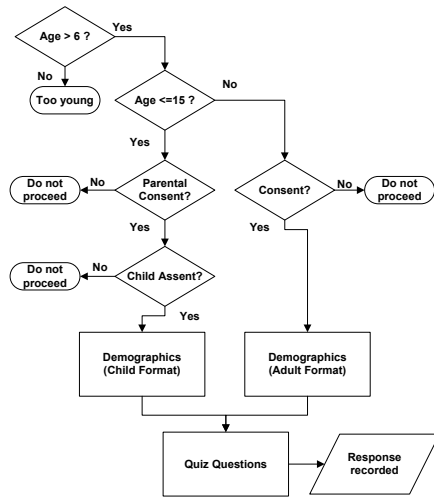 Age > 6 ?
Yes
No
Too young
Age <=15 ?
No
Yes
Do not
proceed
No
Parental
Consent?
Consent?
No
Do not
proceed
Yes
Yes
Do not
proceed
No
Child Assent?
Yes
Demographics
(Child Format)
Demographics
(Adult Format)
Quiz Questions
Response
recorded